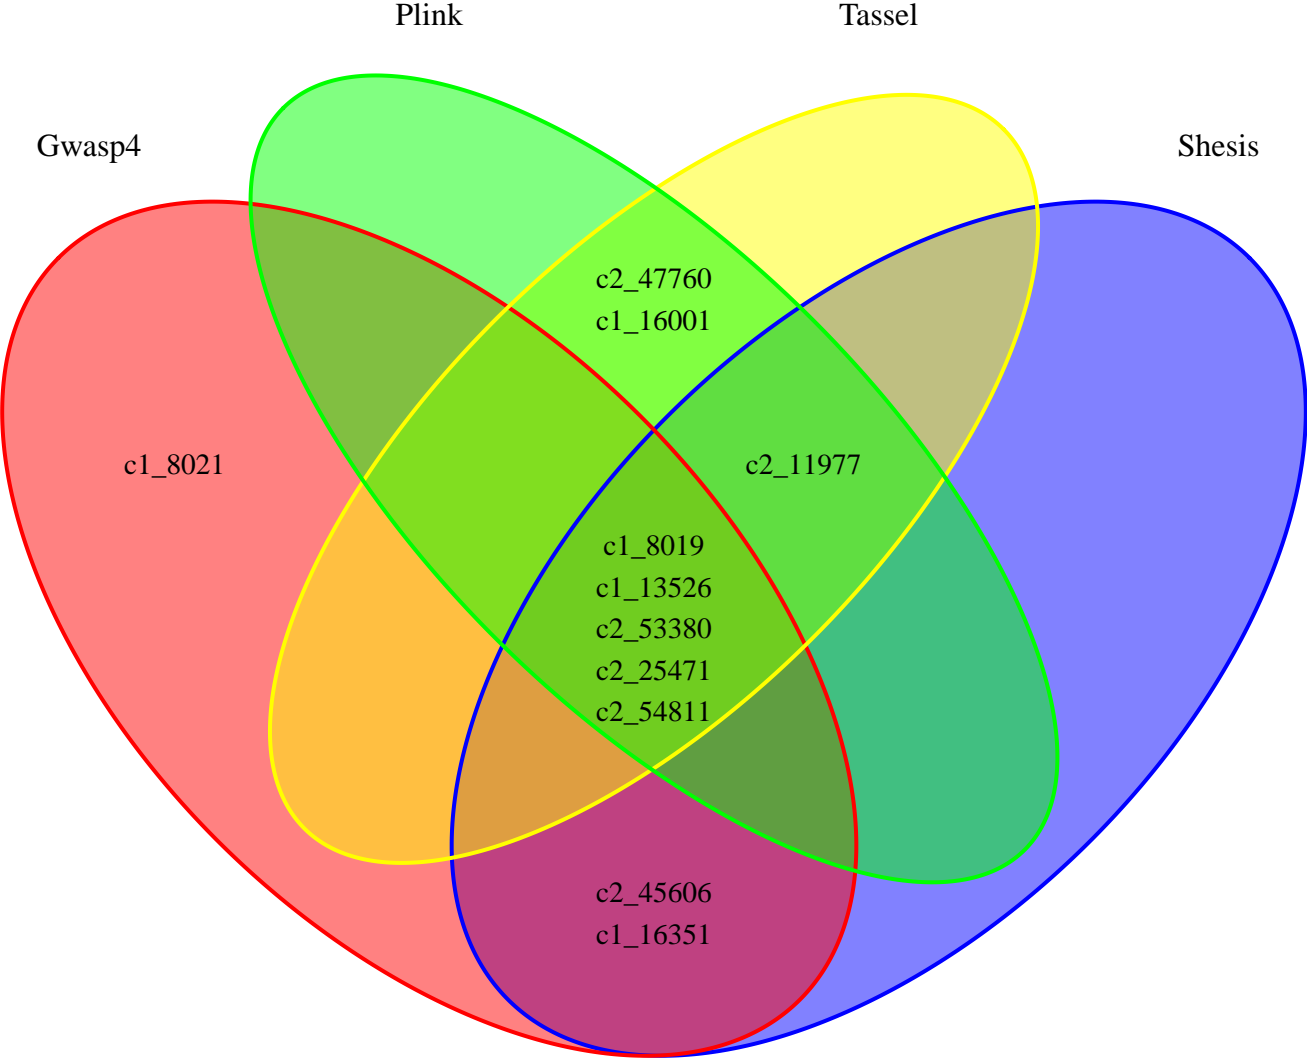 Plink
Tassel
Gwasp4
Shesis
c2_47760
c1_16001
c1_8021
c2_11977
c1_8019
c1_13526
c2_53380
c2_25471
c2_54811
c2_45606
c1_16351